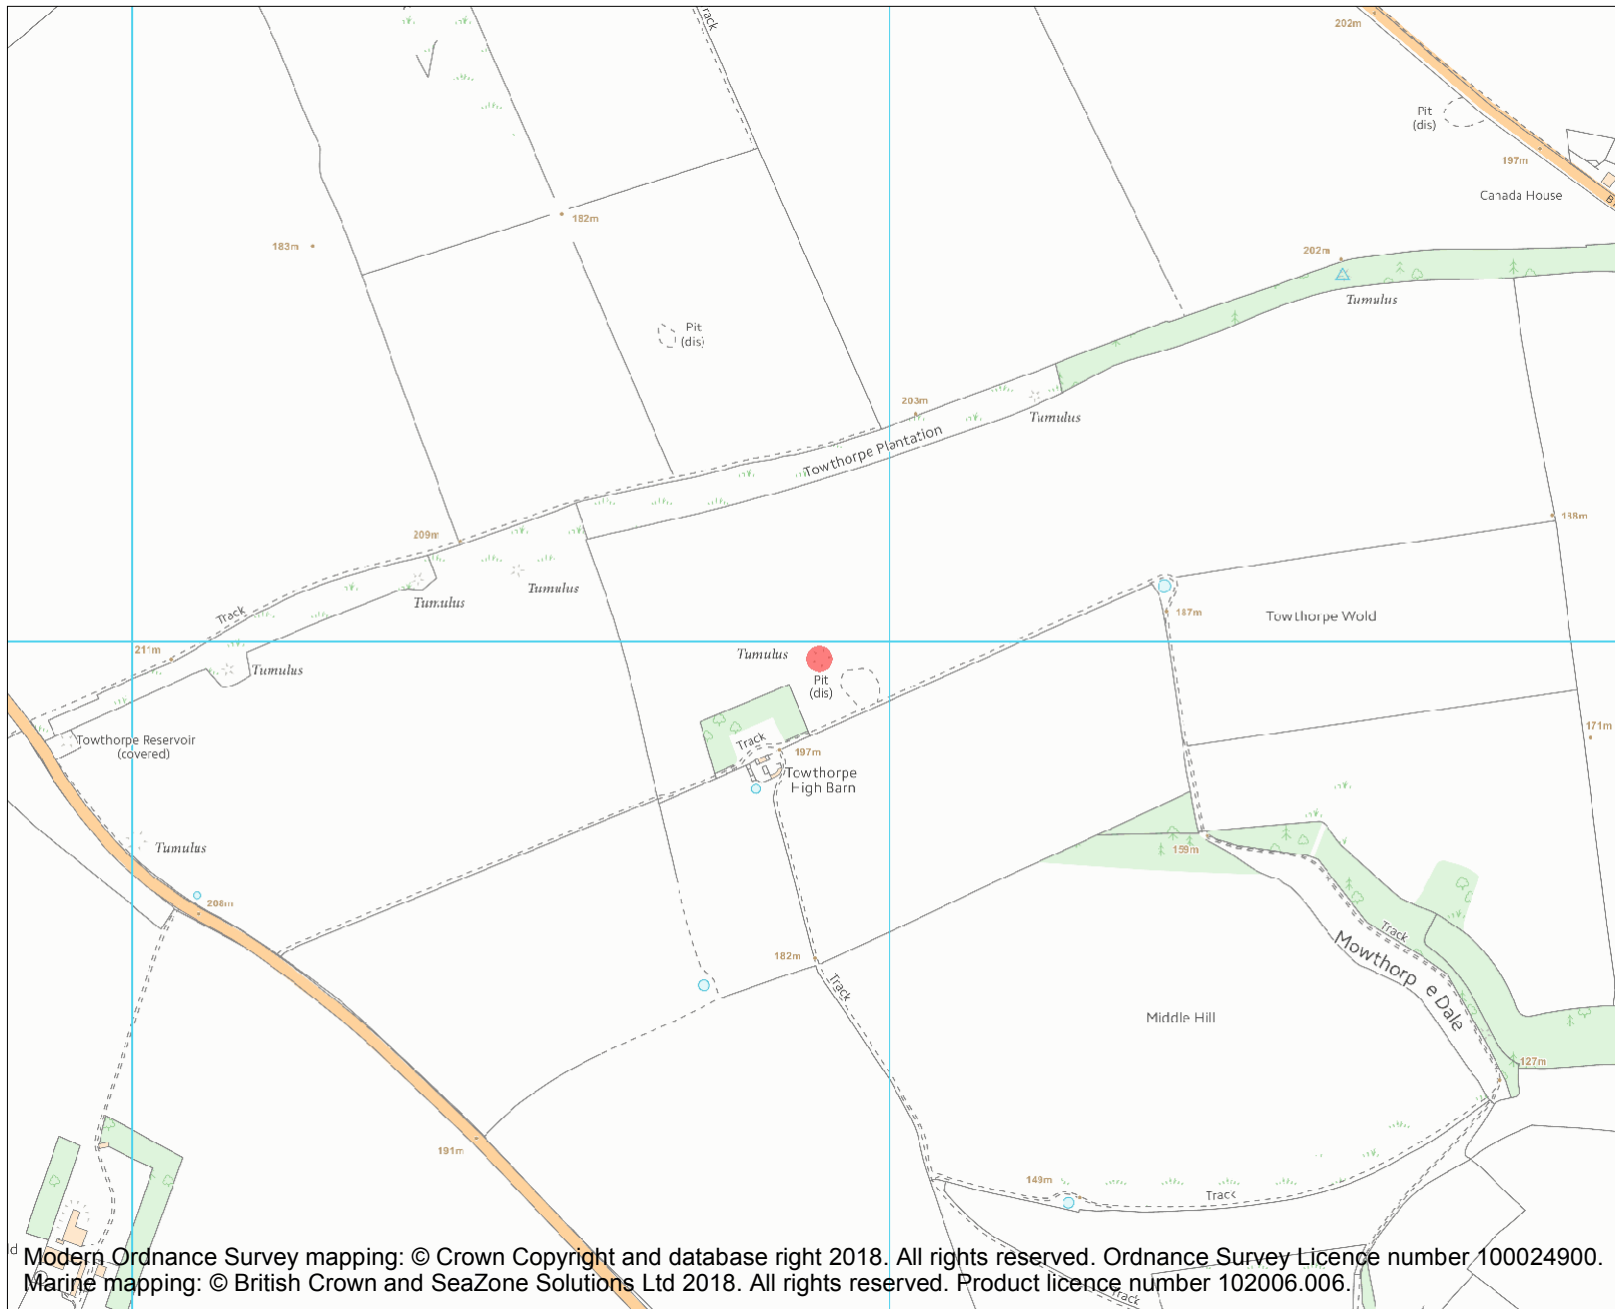 Track
202m
Pit
(dis)
197m
Canada House
182m
183m
202m
Tumulus
Pit
(dis)
203m
Tumulus
Towthorpe Plantation
209m
188m
Tumulus
Tumulus
Track
187m
Towthorpe Wold
211m
Tumulus
Tumulus
Pit
(dis)
171m
Towthorpe Reservoir
(covered)
Track
197m
Towthorpe
High Barn
Tumulus
159m
208m
Track
Mowthorpe Dale
182m
Track
Middle Hill
127m
191m
149m
Track
Track
Modern Ordnance Survey mapping: © Crown Copyright and database right 2018. All rights reserved. Ordnance Survey Licence number 100024900.
Marine mapping: © British Crown and SeaZone Solutions Ltd 2018. All rights reserved. Product licence number 102006.006.